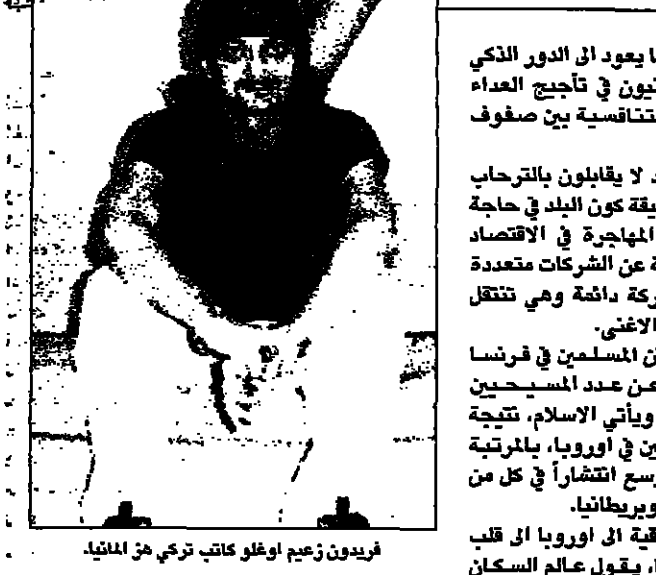 ا يعود الى الدور الذكي
يون في تأجيج العداء
تنافسية بين صفوف
لا يقابلون بالترحاب
يقة كون البلد في حاجة
المهاجرة في الاقتصاد
ة عن الشركات متعددة
ركة دائمة وهي تنتقل
الاغنى.
ن المسلمين في فرنسا
عن عدد المسيحيين
ويأتي الاسلام، نتيجة
ين في اوروبا، بالمرتبة
سع انتشاراً في كل من
وبريطانيا.
قية الى اوروبا الى قلب
، يقول عالم السكان
فريدون زعيم اوغلو كاتب تركي هز المانيا.